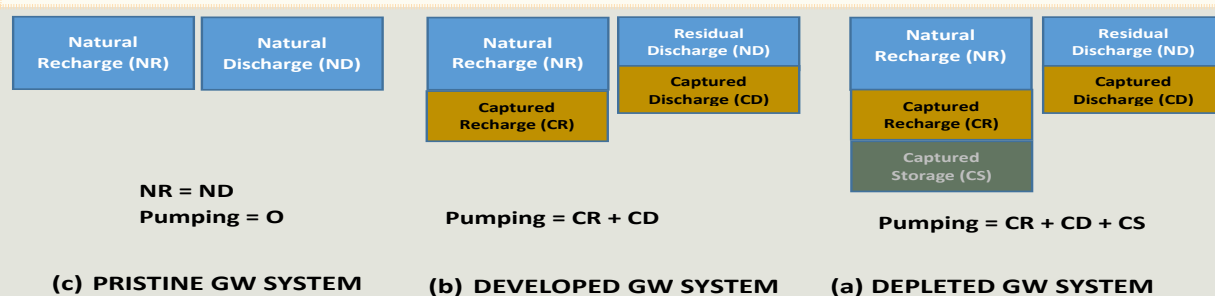 Natural
Recharge (NR)
Natural
Discharge (ND)
NR = ND
Pumping = O
(c) PRISTINE GW SYSTEM
Natural
Recharge (NR)
Captured
Recharge (CR)
Residual
Discharge (ND)
Captured
Discharge (CD)
Pumping = CR + CD
(b) DEVELOPED GW SYSTEM
Natural
Recharge (NR)
Captured
Recharge (CR)
Captured
Storage (CS)
Residual
Discharge (ND)
Captured
Discharge (CD)
Pumping = CR + CD + CS
(a) DEPLETED GW SYSTEM